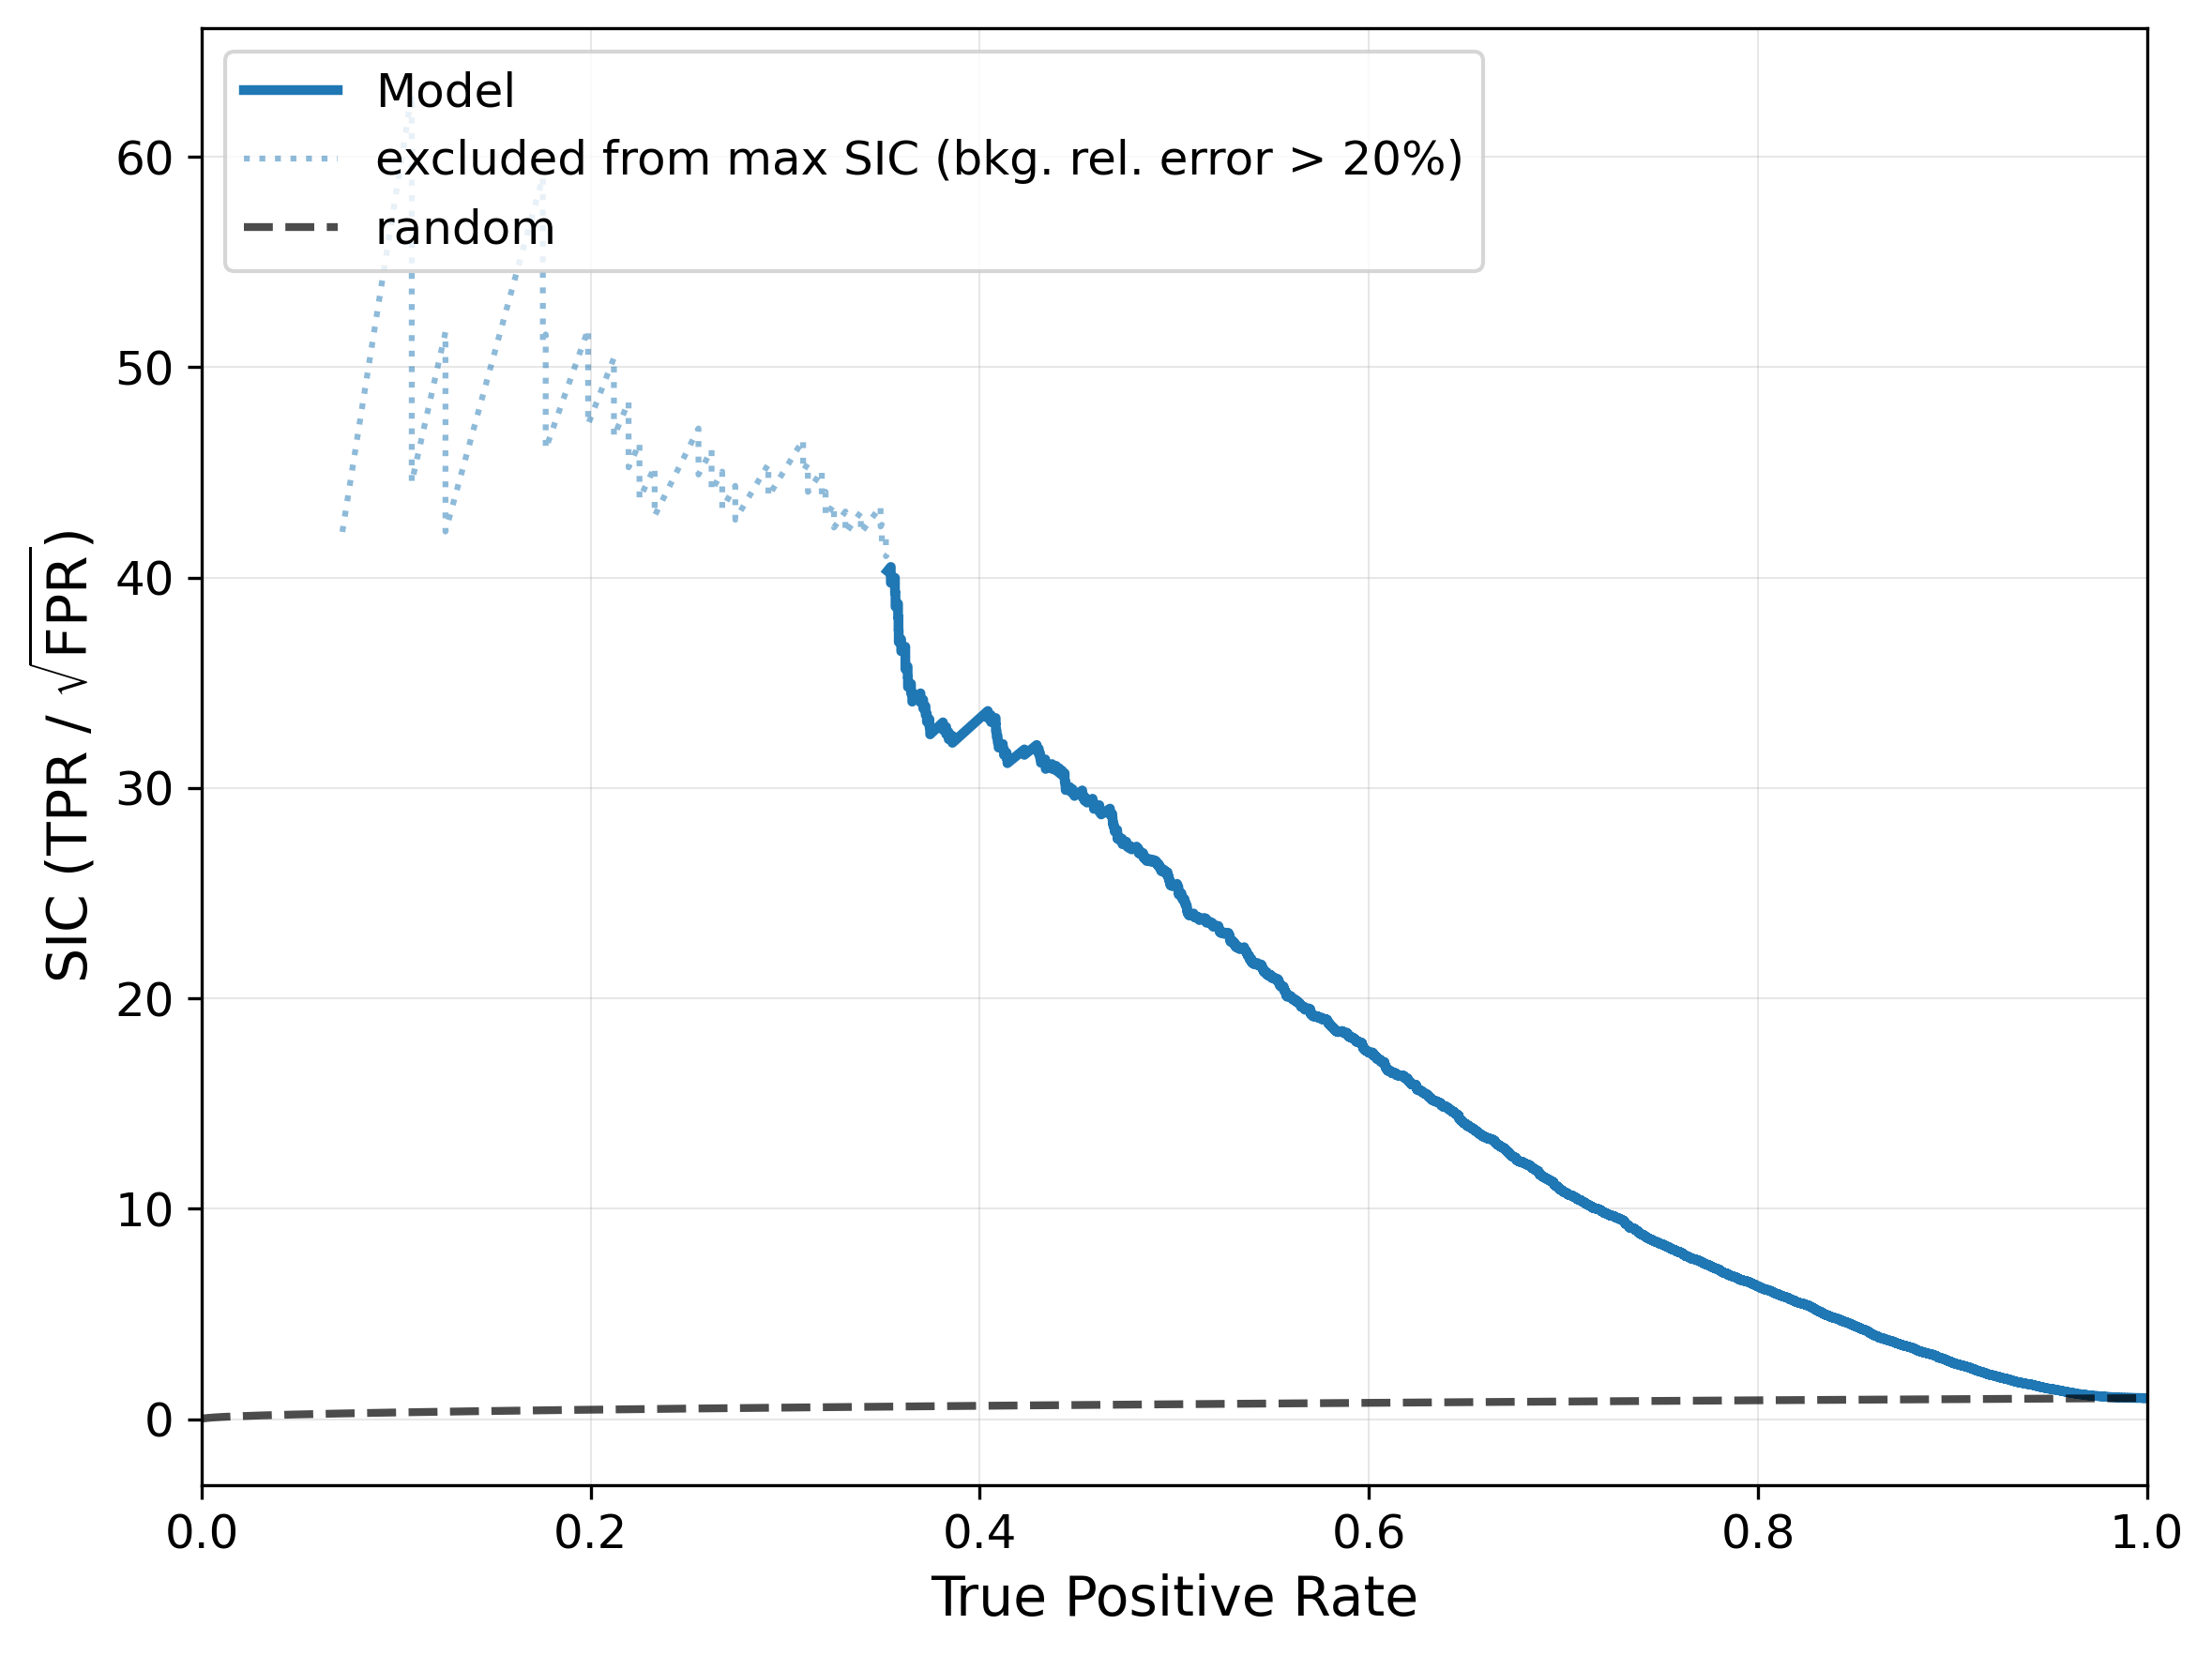 Model
excluded from max SIC (bkg. rel. error > 20%)
random
60
50
40
30
20
10
0
SIC (TPR / √FPR)
0.0 0.2 0.4 0.6 0.8 1.0
True Positive Rate